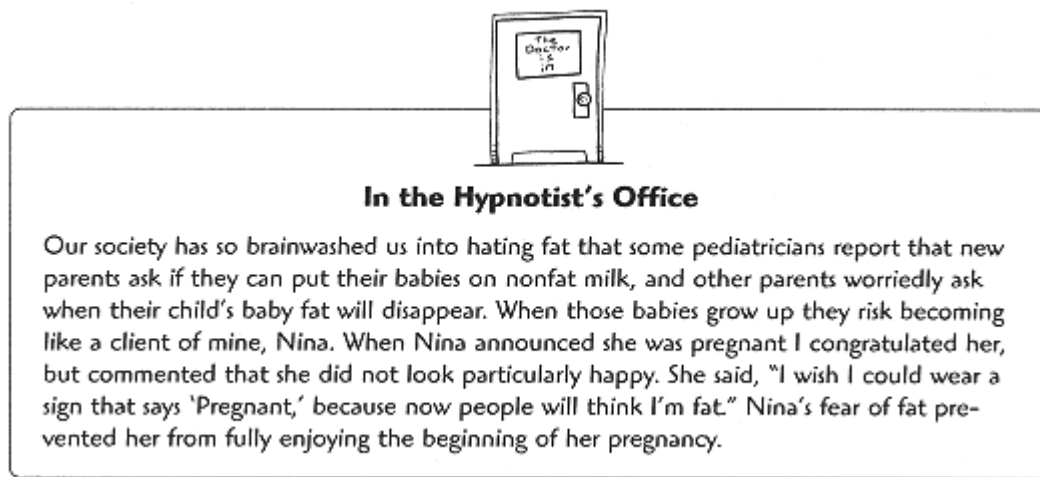 The
Doctor
is
in
In the Hypnotist's Office
Our society has so brainwashed us into hating fat that some pediatricians report that new
parents ask if they can put their babies on nonfat milk, and other parents worriedly ask
when their child's baby fat will disappear. When those babies grow up they risk becoming
like a client of mine, Nina. When Nina announced she was pregnant I congratulated her,
but commented that she did not look particularly happy. She said, "I wish I could wear a
sign that says 'Pregnant,' because now people will think I'm fat." Nina's fear of fat pre-
vented her from fully enjoying the beginning of her pregnancy.